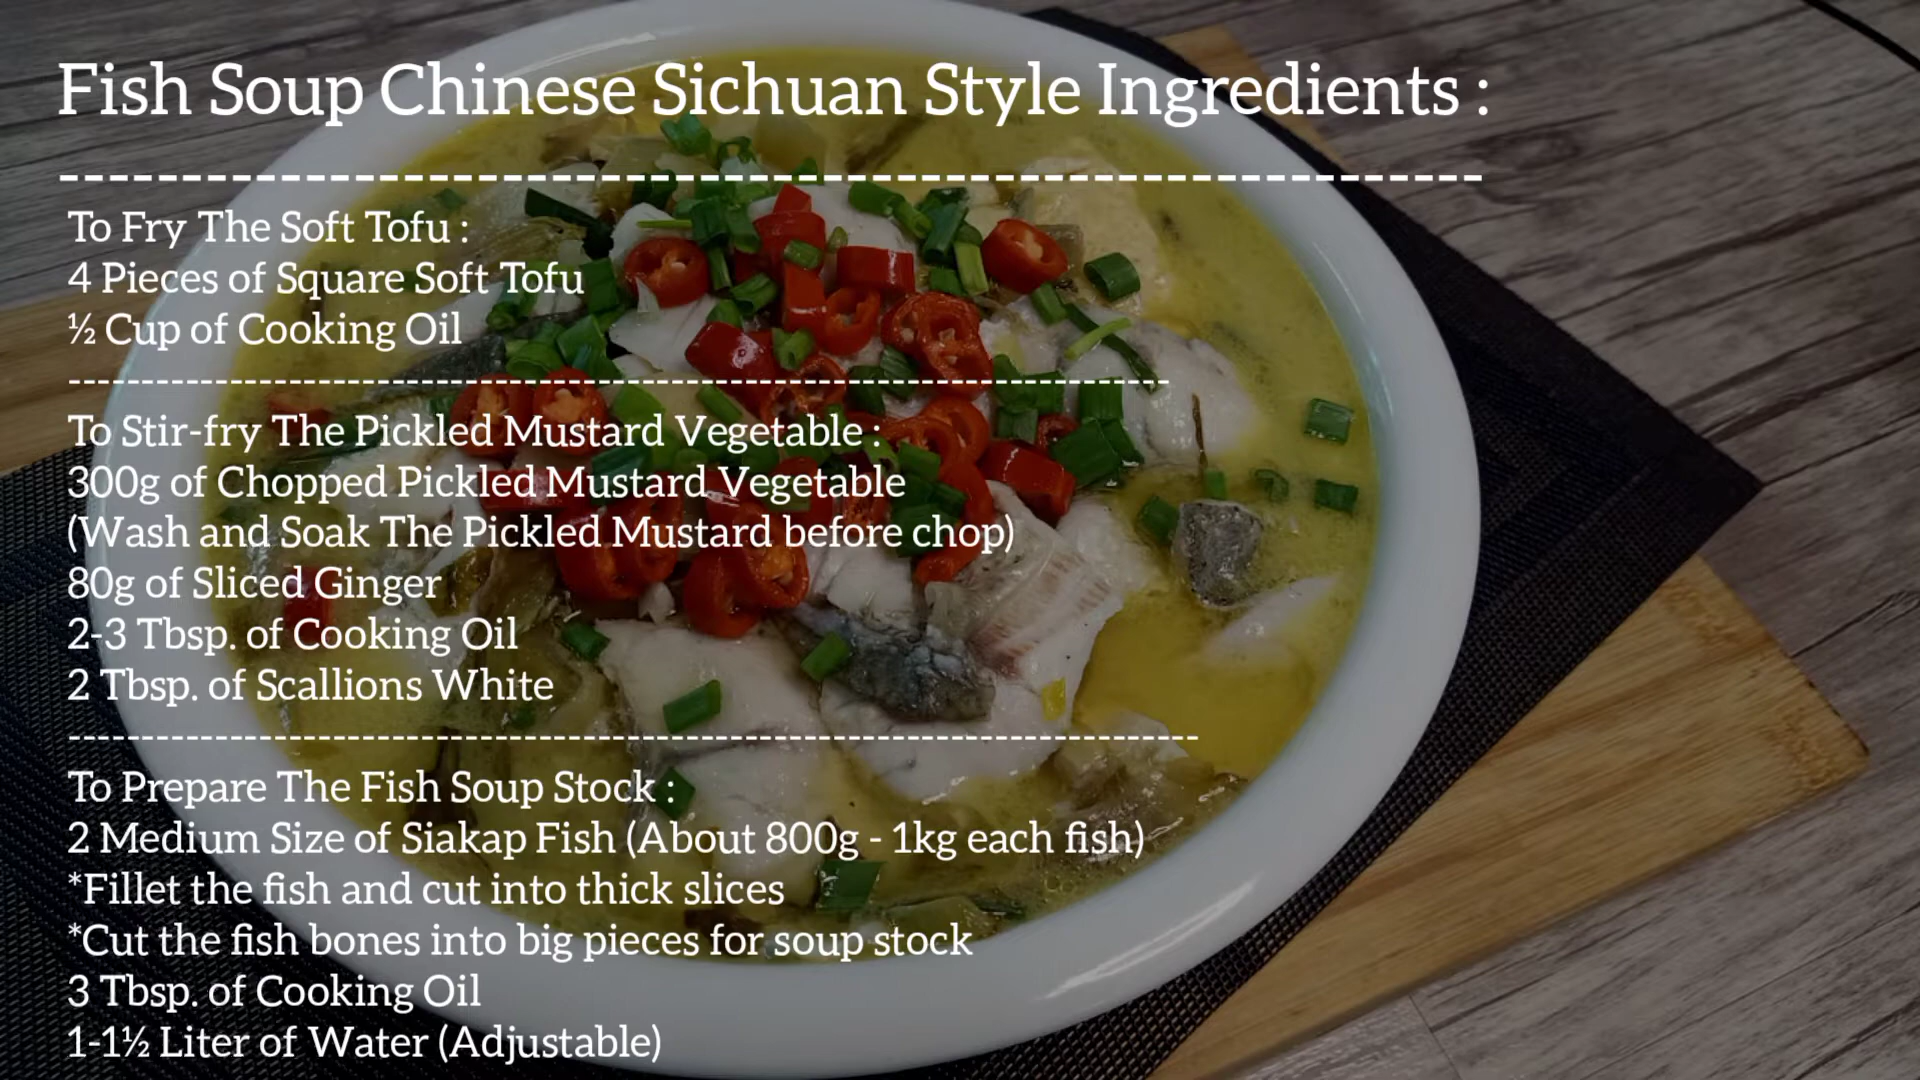 Fish Soup Chinese Sichuan Style Ingredients :
------------------------------------------------------------
To Fry The Soft Tofu :
4 Pieces of Square Soft Tofu
½ Cup of Cooking Oil
------------------------------------------------------------
To Stir-fry The Pickled Mustard Vegetable :
300g of Chopped Pickled Mustard Vegetable
(Wash and Soak The Pickled Mustard before chop)
80g of Sliced Ginger
2-3 Tbsp. of Cooking Oil
2 Tbsp. of Scallions White
------------------------------------------------------------
To Prepare The Fish Soup Stock :
2 Medium Size of Siakap Fish (About 800g - 1kg each fish)
*Fillet the fish and cut into thick slices
*Cut the fish bones into big pieces for soup stock
3 Tbsp. of Cooking Oil
1-1½ Liter of Water (Adjustable)